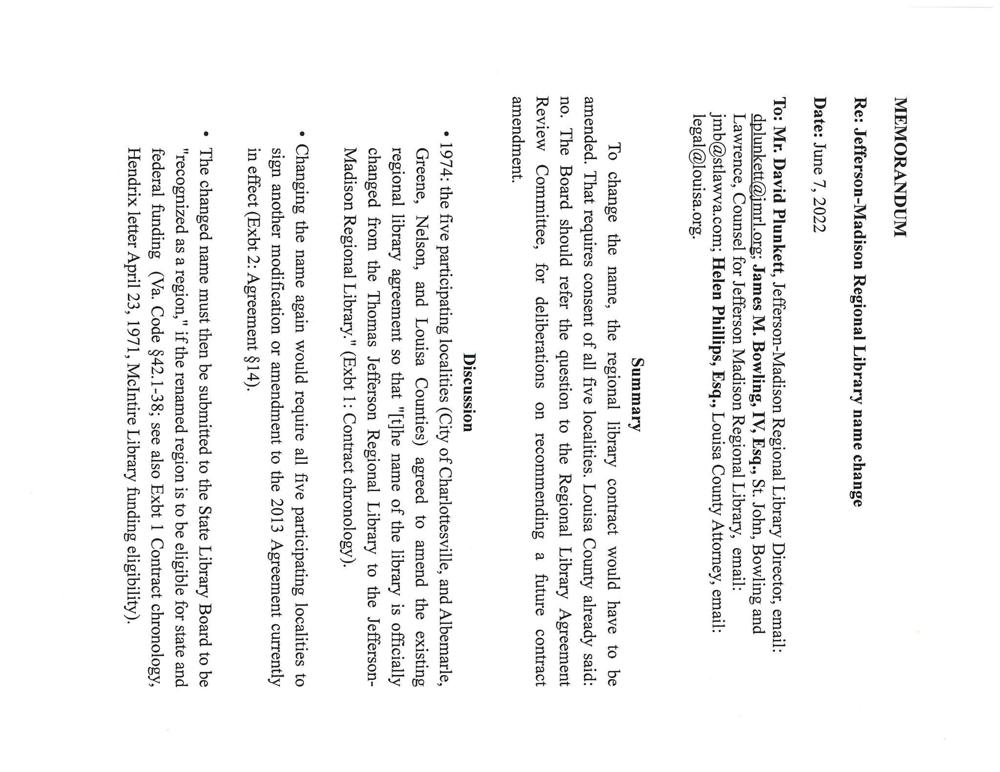 MEMORANDUM
Re: Jefferson-Madison Regional Library name change
Date: June 7, 2022
To: Mr. David Plunkett, Jefferson-Madison Regional Library Director, email:
dplunkett@jmrl.org; James M. Bowling, IV, Esq., St. John, Bowling and
Lawrence, Counsel for Jefferson Madison Regional Library, email:
jmb@stlawva.com; Helen Phillips, Esq., Louisa County Attorney, email:
legal@louisa.org.
Summary
To change the name, the regional library contract would have to be
amended. That requires consent of all five localities. Louisa County already said:
no. The Board should refer the question to the Regional Library Agreement
Review Committee, for deliberations on recommending a future contract
amendment.
Discussion
• 1974: the five participating localities (City of Charlottesville, and Albemarle,
Greene, Nelson, and Louisa Counties) agreed to amend the existing
regional library agreement so that "[t]he name of the library is officially
changed from the Thomas Jefferson Regional Library to the Jefferson-
Madison Regional Library." (Exbt 1: Contract chronology).
• Changing the name again would require all five participating localities to
sign another modification or amendment to the 2013 Agreement currently
in effect (Exbt 2: Agreement §14).
• The changed name must then be submitted to the State Library Board to be
"recognized as a region," if the renamed region is to be eligible for state and
federal funding (Va. Code §42.1-38; see also Exbt 1 Contract chronology,
Hendrix letter April 23, 1971, McIntire Library funding eligibility).